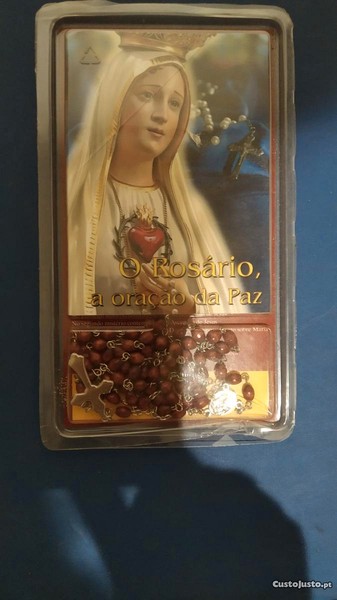 O Rosário,
a oração da Paz
CustoJusto.pt